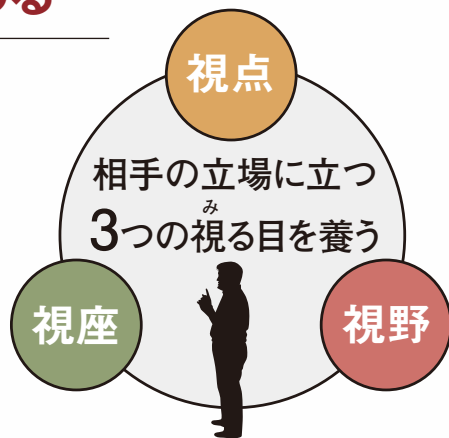 視点
相手の立場に立つ
3つの視る目を養う
み
視座
視野